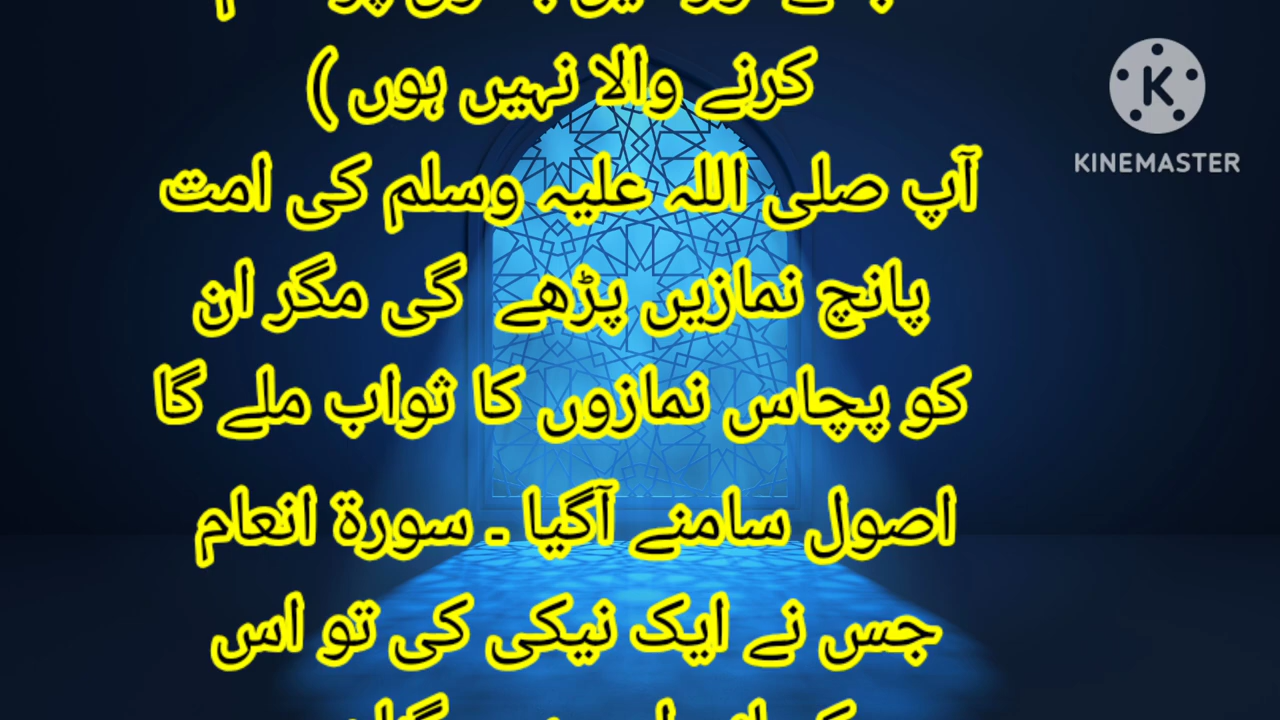 کرنے والا نہیں ہوں )
آپ صلی اللہ علیہ وسلم کی امت
پانچ نمازیں پڑھے گی مگر ان
کو پچاس نمازوں کا ثواب ملے گا
اصول سامنے آگیا ۔ سورۃ انعام
جس نے ایک نیکی کی تو اس
KINEMASTER